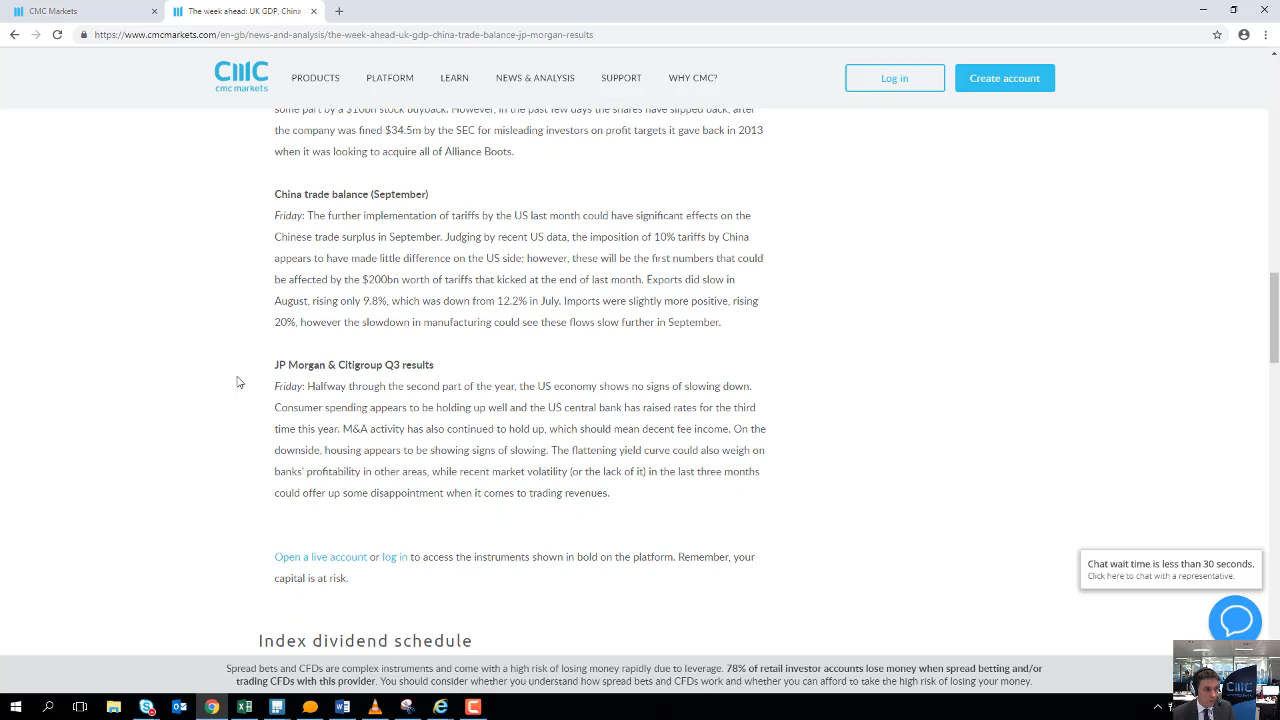 CMC Markets
The week ahead: UK GDP, China
https://www.cmcmarkets.com/en-gb/news-and-analysis/the-week-ahead-uk-gdp-china-trade-balance-jp-morgan-results
cmc
cmc markets
PRODUCTS PLATFORM LEARN NEWS & ANALYSIS SUPPORT WHY CMC?
Log in
Create account
some part by a $10bn stock buyback. However, in the past few days the shares have slipped back, after
the company was fined $34.5m by the SEC for misleading investors on profit targets it gave back in 2013
when it was looking to acquire all of Alliance Boots.
China trade balance (September)
Friday: The further implementation of tariffs by the US last month could have significant effects on the
Chinese trade surplus in September. Judging by recent US data, the imposition of 10% tariffs by China
appears to have made little difference on the US side; however, these will be the first numbers that could
be affected by the $200bn worth of tariffs that kicked at the end of last month. Exports did slow in
August, rising only 9.8%, which was down from 12.2% in July. Imports were slightly more positive, rising
20%, however the slowdown in manufacturing could see these flows slow further in September.
JP Morgan & Citigroup Q3 results
Friday: Halfway through the second part of the year, the US economy shows no signs of slowing down.
Consumer spending appears to be holding up well and the US central bank has raised rates for the third
time this year. M&A activity has also continued to hold up, which should mean decent fee income. On the
downside, housing appears to be showing signs of slowing. The flattening yield curve could also weigh on
banks' profitability in other areas, while recent market volatility (or the lack of it) in the last three months
could offer up some disappointment when it comes to trading revenues.
Open a live account or log in to access the instruments shown in bold on the platform. Remember, your
capital is at risk.
Chat wait time is less than 30 seconds.
Click here to chat with a representative.
Index dividend schedule
Spread bets and CFDs are complex instruments and come with a high risk of losing money rapidly due to leverage. 78% of retail investor accounts lose money when spread betting and/or
trading CFDs with this provider. You should consider whether you understand how spread bets and CFDs work and whether you can afford to take the high risk of losing your money.